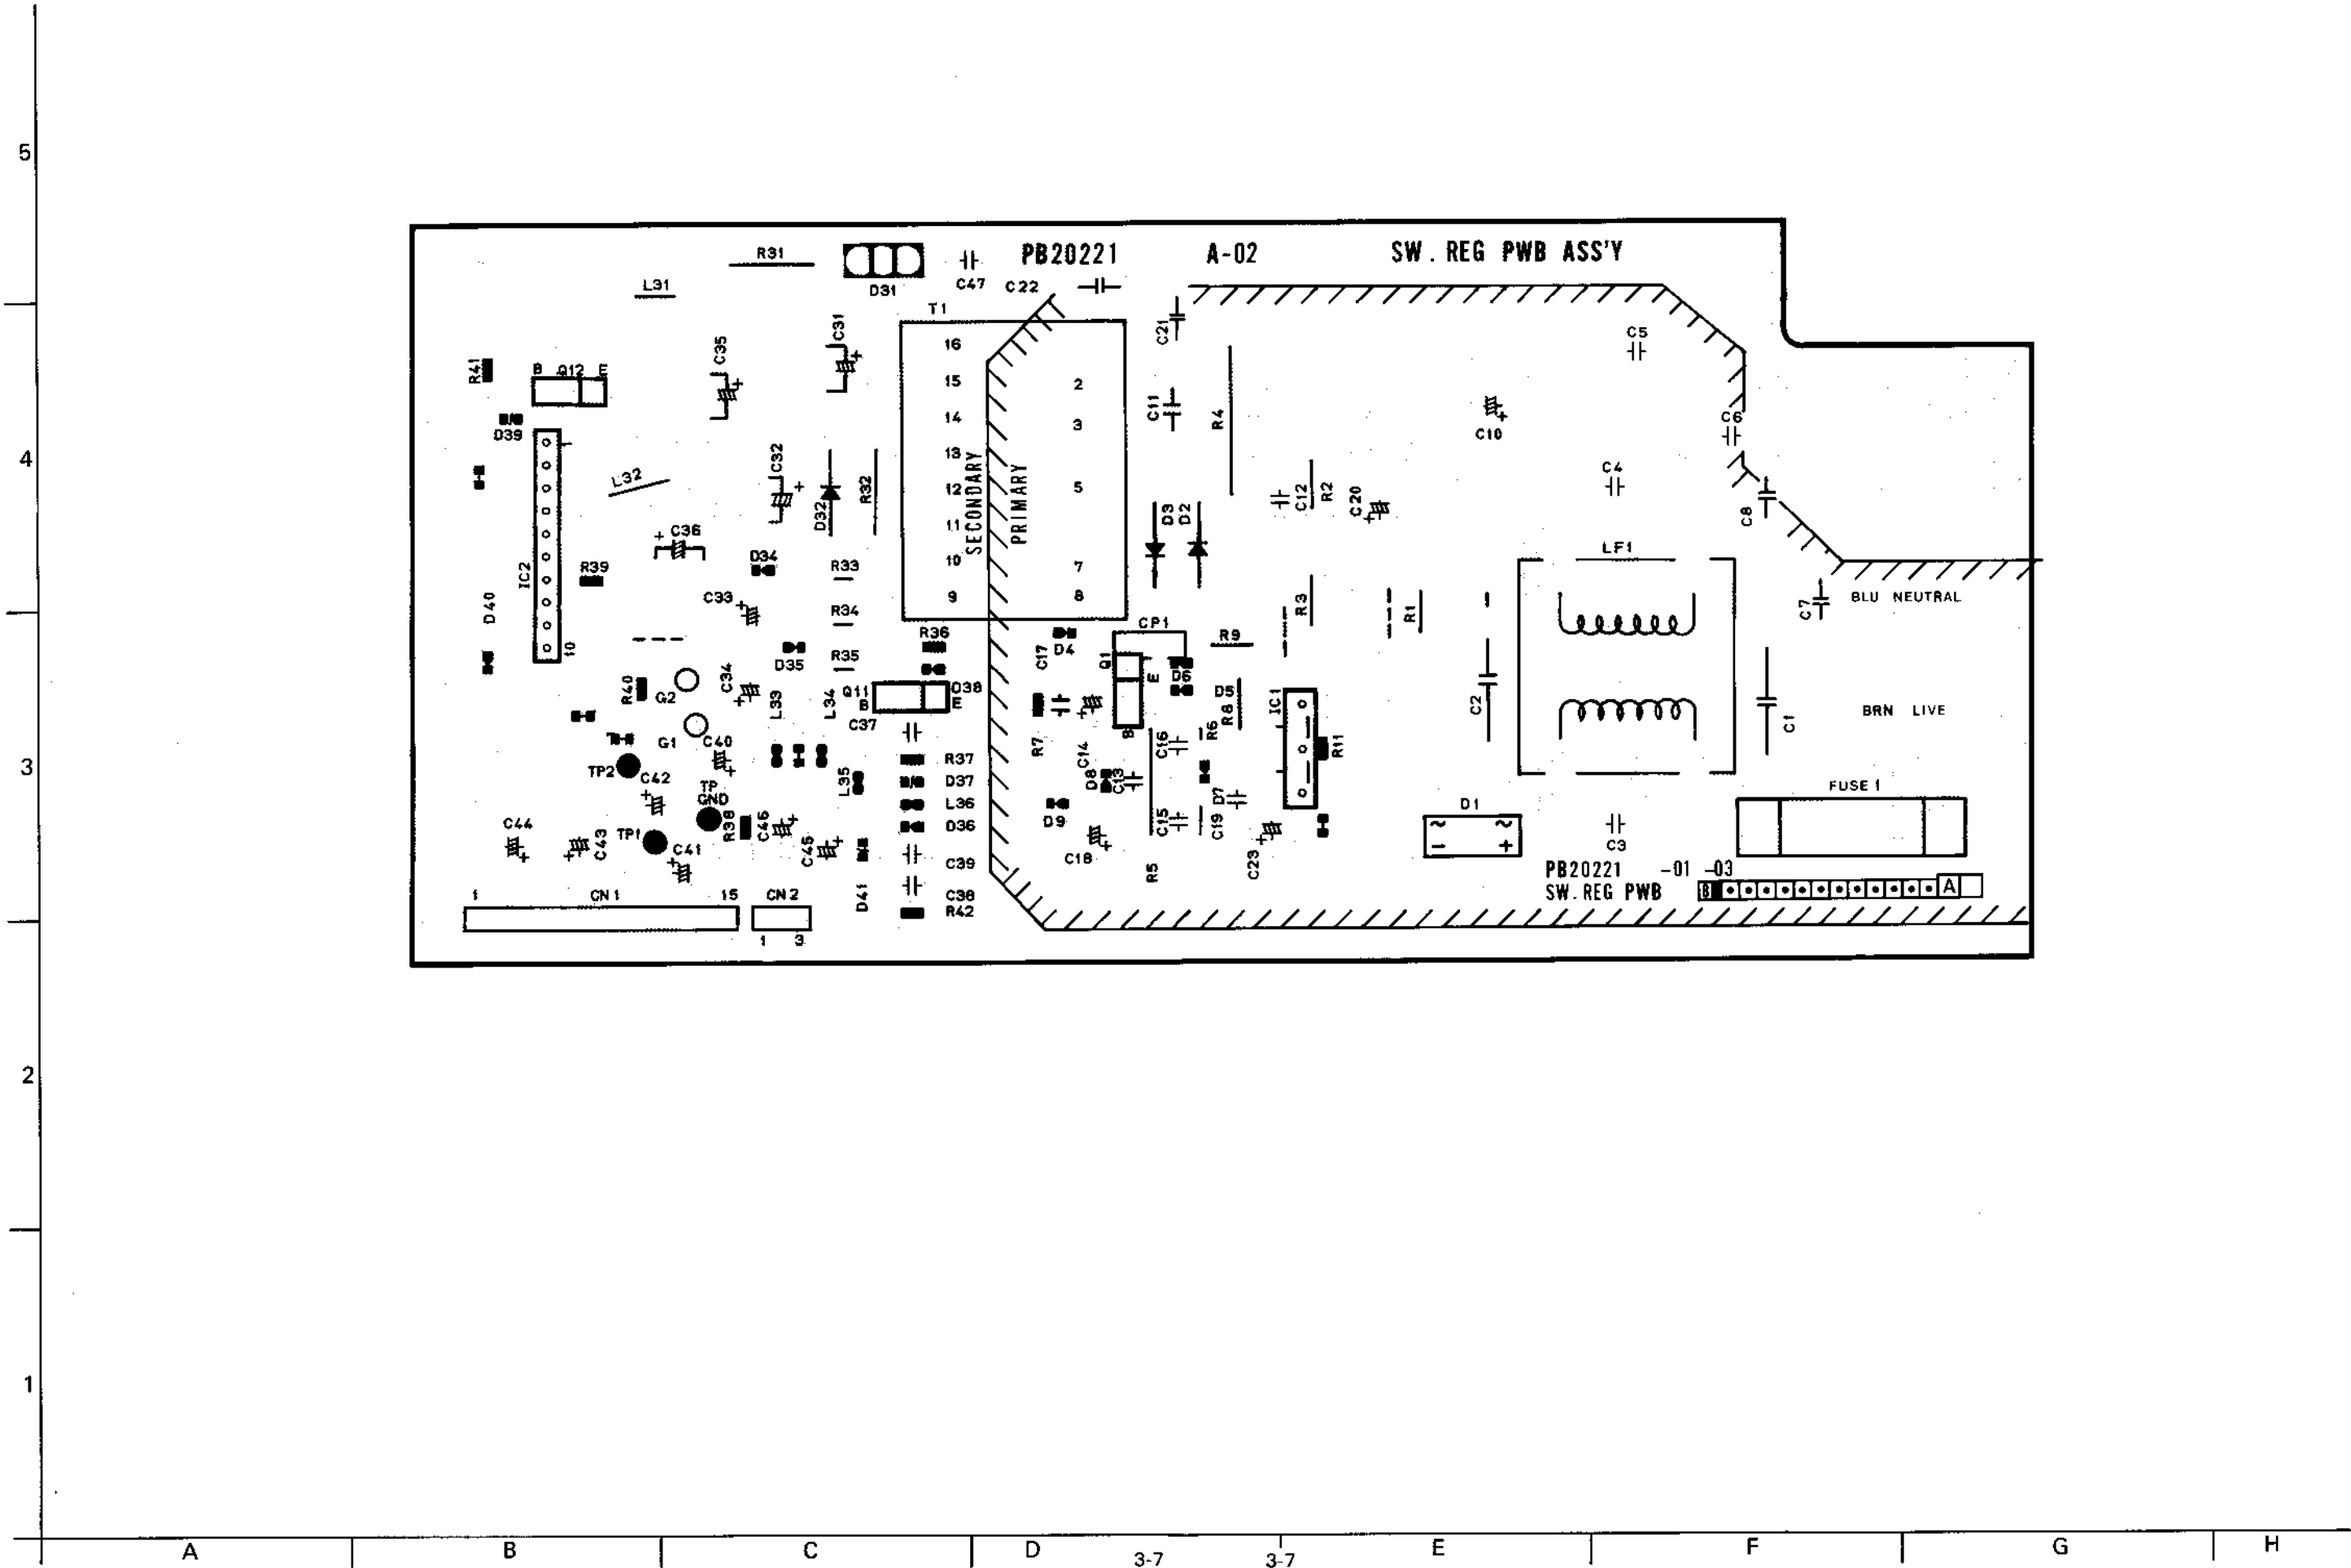 5
PB20221 A-02 SW. REG PWB ASS'Y
R31
D31
C47 C22
L31
T1
C31
C21
C5
C35
16
R41
B Q12 E
15
2
C11
R4
14
3
C6
C10
D39
4
13
SECONDARY
PRIMARY
C32
L32
12
5
C4
R32
C12
R2
C20
D32
11
D3
D2
C8
C36
LF1
D34
10
7
IC2
R39
R33
9
8
C33
R3
R1
C7
BLU NEUTRAL
D40
R34
CP1
R36
R9
10
D35
R35
C17
D4
Q1
E
D6
C34
R40
G2
L33
L34
Q11
B
D38
E
D5
R8
IC1
C2
C37
R7
B
C16
R6
C1
BRN LIVE
G1
C40
C14
R11
3
TP2
C42
L35
R37
D37
D8
C13
TP
GND
L36
D7
FUSE 1
C44
C43
TP1
R38
C46
D36
D9
C15
C19
D1
~ ~
- +
C45
C41
C39
C18
C23
C3
R5
PB20221 -01 -03
D41
C38
SW. REG PWB
B A
1 CN1 15 CN2
R42
1 3
2
1
A B C D E F G H
3-7 3-7